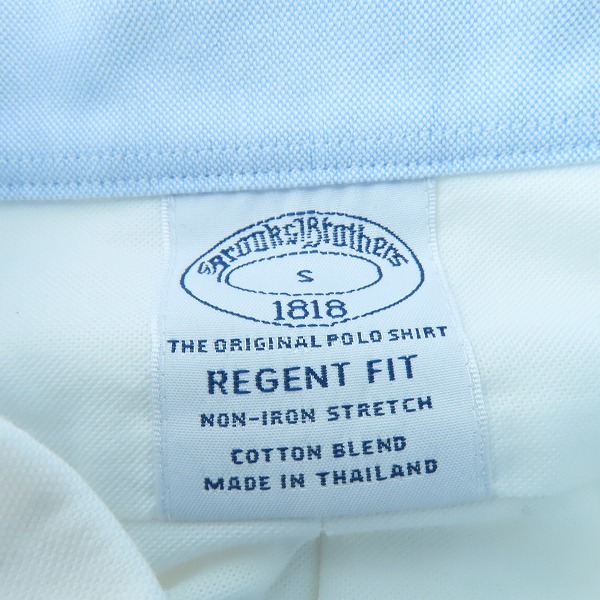 Brooks Brothers
S
1818
THE ORIGINAL POLO SHIRT
REGENT FIT
NON-IRON STRETCH
COTTON BLEND
MADE IN THAILAND